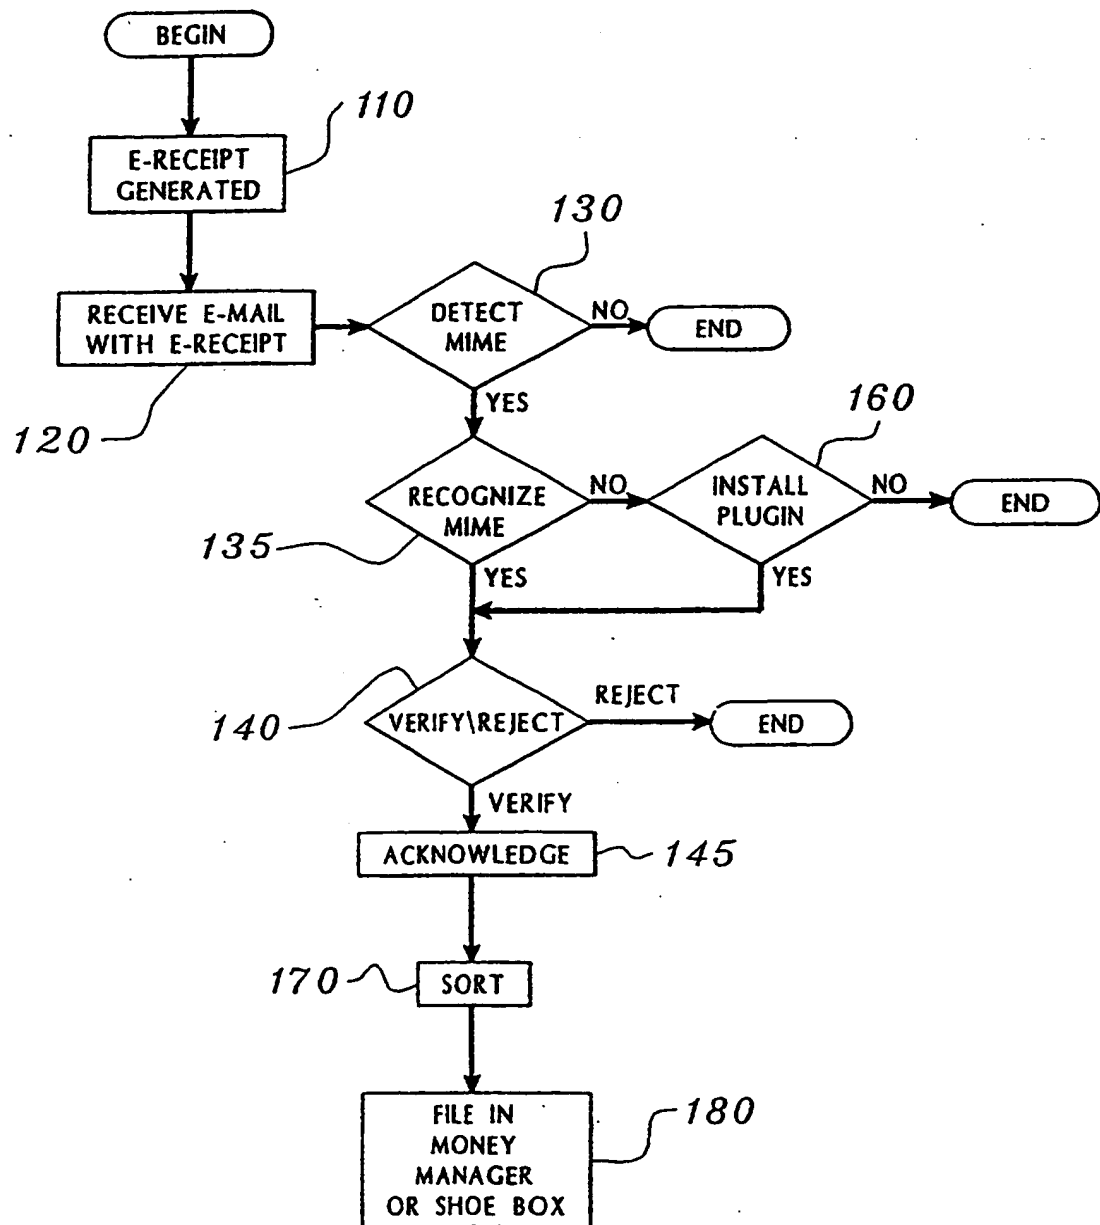 BEGIN
110
E-RECEIPT
GENERATED
130
RECEIVE E-MAIL
WITH E-RECEIPT
DETECT
MIME
NO
END
120
YES
160
RECOGNIZE
MIME
NO
INSTALL
PLUGIN
NO
END
135
YES
YES
140
VERIFY\REJECT
REJECT
END
VERIFY
ACKNOWLEDGE
145
170
SORT
FILE IN
MONEY
MANAGER
OR SHOE BOX
180